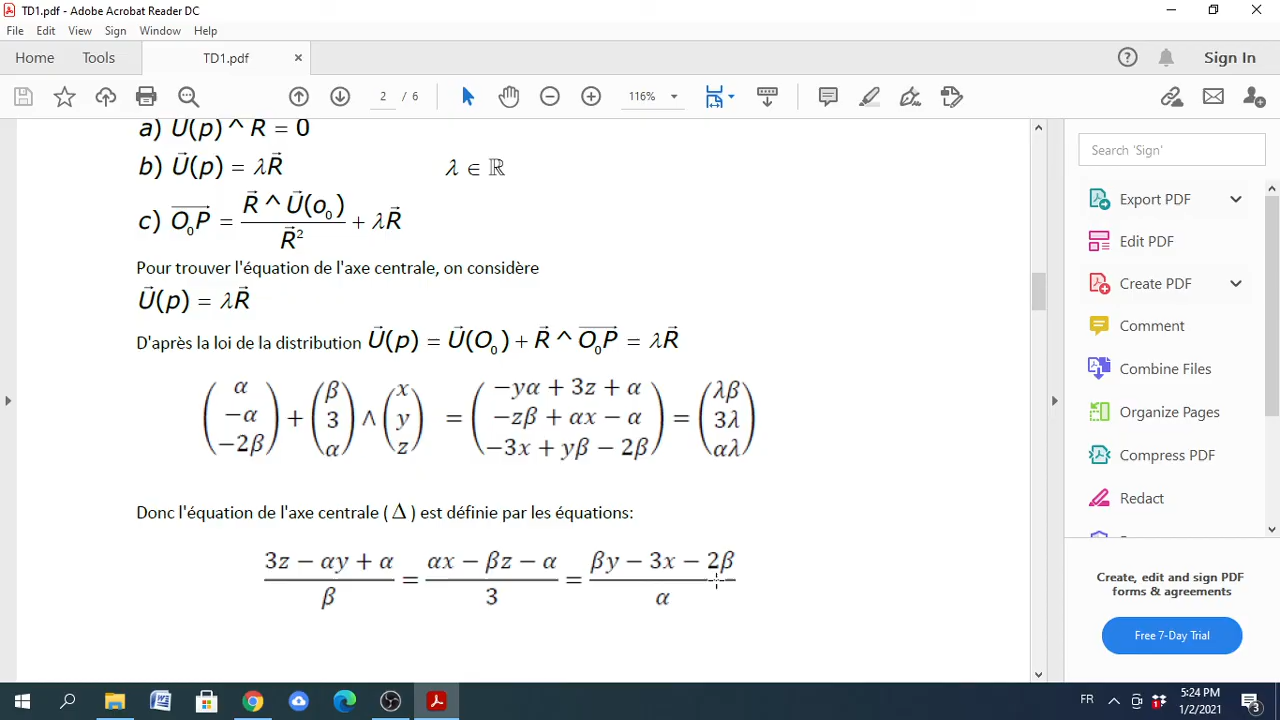 TD1.pdf - Adobe Acrobat Reader DC
File Edit View Sign Window Help
Home Tools TD1.pdf × Sign In
2 / 6 116%
a) U(p) ^ R = 0
b) U⃗(p) = λR⃗ λ ∈ ℝ
c) O₀P⃗ = (R⃗ ^ U⃗(o₀)) / R⃗² + λR⃗
Pour trouver l'équation de l'axe centrale, on considère
U⃗(p) = λR⃗
D'après la loi de la distribution U⃗(p) = U⃗(O₀) + R⃗ ^ O₀P⃗ = λR⃗
(α, −α, −2β) + (β, 3, α) ∧ (x, y, z) = (−yα + 3z + α, −zβ + αx − α, −3x + yβ − 2β) = (λβ, 3λ, αλ)
Donc l'équation de l'axe centrale ( Δ ) est définie par les équations:
(3z − αy + α) / β = (αx − βz − α) / 3 = (βy − 3x − 2β) / α
Search 'Sign'
Export PDF
Edit PDF
Create PDF
Comment
Combine Files
Organize Pages
Compress PDF
Redact
Create, edit and sign PDF
forms & agreements
Free 7-Day Trial
FR 5:24 PM
1/2/2021